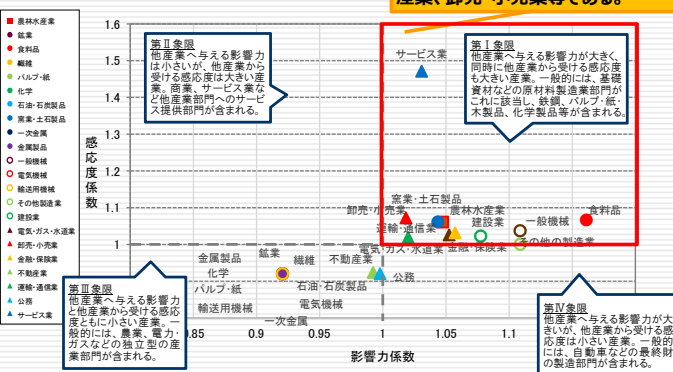 産業、卸売・小売業等である。
農林水産業
鉱業
食料品
繊維
パルプ・紙
化学
石油・石炭製品
窯業・土石製品
一次金属
金属製品
一般機械
電気機械
輸送用機械
その他製造業
建設業
電気・ガス・水道業
卸売・小売業
金融・保険業
不動産業
運輸・通信業
公務
サービス業
感応度係数
1.6
1.5
1.4
1.3
1.2
1.1
1
第Ⅱ象限
他産業へ与える影響力
は小さいが、他産業から
受ける感応度は大きい産
業。商業、サービス業な
ど他産業部門へのサービ
ス提供部門が含まれる。
サービス業
第Ⅰ象限
他産業へ与える影響力が大きく、
同時に他産業から受ける感応度
も大きい産業。一般的には、基礎
資材などの原材料製造業部門が
これに該当し、鉄鋼、パルプ・紙・
木製品、化学製品等が含まれる。
窯業・土石製品
卸売・小売業
農林水産業
食料品
運輸・通信業
建設業
一般機械
電気・ガス・水道業
金融・保険業
その他の製造業
金属製品
鉱業
繊維
不動産業
化学
公務
パルプ・紙
石油・石炭製品
輸送用機械
電気機械
一次金属
第Ⅲ象限
他産業へ与える影響力
と他産業から受ける感応
度ともに小さい産業。一
般的には、農業、電力・
ガスなどの独立型の産
業部門が含まれる。
第Ⅳ象限
他産業へ与える影響力が大
きいが、他産業から受ける感
応度は小さい産業。一般的
には、自動車などの最終財
の製造部門が含まれる。
0.85
0.9
0.95
1
1.05
1.1
影響力係数